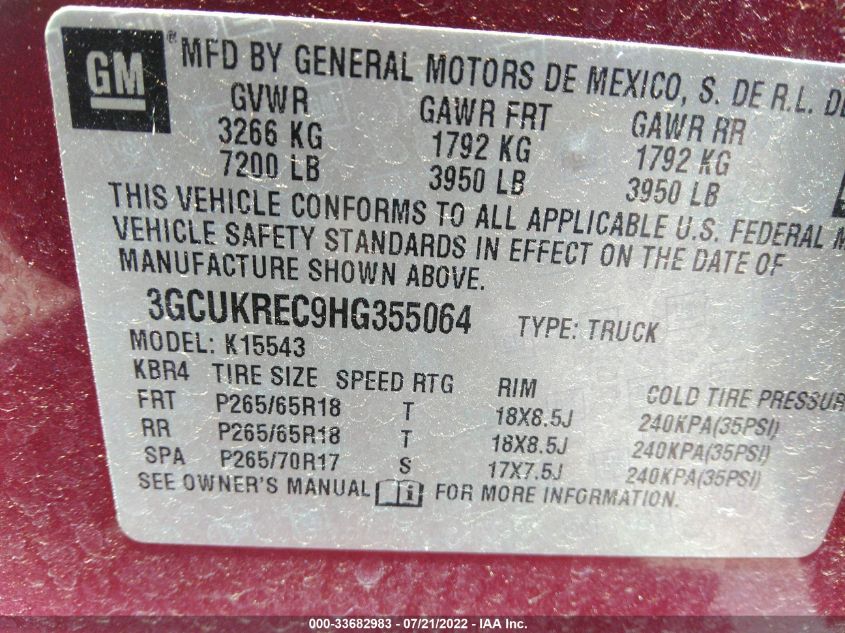 GM ® MFD BY GENERAL MOTORS DE MEXICO, S. DE R.L. DE
GVWR GAWR FRT GAWR RR
3266 KG 1792 KG 1792 KG
7200 LB 3950 LB 3950 LB
THIS VEHICLE CONFORMS TO ALL APPLICABLE U.S. FEDERAL M
VEHICLE SAFETY STANDARDS IN EFFECT ON THE DATE OF
MANUFACTURE SHOWN ABOVE.
3GCUKREC9HG355064 TYPE: TRUCK
MODEL: K15543
KBR4 TIRE SIZE SPEED RTG RIM COLD TIRE PRESSUR
FRT P265/65R18 T 18X8.5J 240KPA(35PSI)
RR P265/65R18 T 18X8.5J 240KPA(35PSI)
SPA P265/70R17 S 17X7.5J 240KPA(35PSI)
SEE OWNER'S MANUAL i FOR MORE INFORMATION.
000-33682983 - 07/21/2022 - IAA Inc.